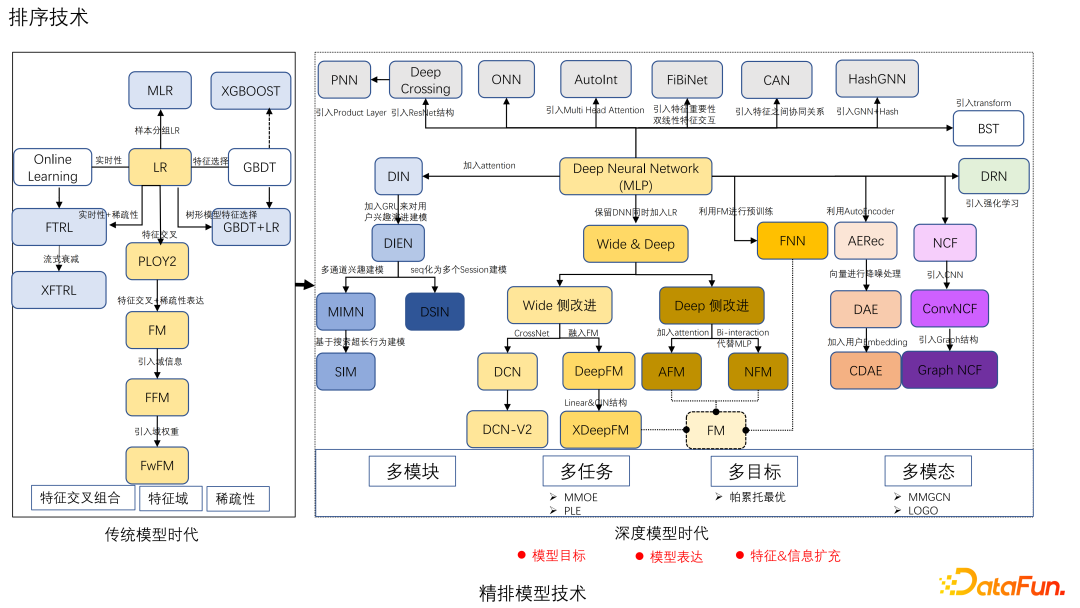 排序技术
MLR
XGBOOST
样本分组LR
Online
Learning
实时性
LR
特征选择
GBDT
实时性+稀疏性
树形模型特征选择
FTRL
特征交叉
GBDT+LR
流式衰减
PLOY2
XFTRL
特征交叉+稀疏性表达
FM
引入域信息
FFM
引入域权重
FwFM
特征交叉组合
特征域
稀疏性
传统模型时代
PNN
Deep
Crossing
ONN
AutoInt
FiBiNet
CAN
HashGNN
引入Product Layer
引入ResNet结构
引入Multi Head Attention
引入特征重要性
双线性特征交互
引入特征之间协同关系
引入GNN+Hash
引入transform
BST
DIN
加入attention
Deep Neural Network
(MLP)
DRN
引入强化学习
加入GRU来对用
户兴趣演进建模
保留DNN同时加入LR
利用FM进行预训练
利用AutoEncoder
DIEN
Wide & Deep
FNN
AERec
NCF
多通道兴趣建模
seq化为多个Session建模
向量进行降噪处理
引入CNN
MIMN
DSIN
Wide 侧改进
Deep 侧改进
DAE
ConvNCF
CrossNet
融入FM
加入attention
Bi-interaction
代替MLP
基于搜索超长行为建模
加入用户Embedding
引入Graph结构
SIM
DCN
DeepFM
AFM
NFM
CDAE
Graph NCF
Linear&CIN结构
DCN-V2
XDeepFM
FM
多模块
多任务
多目标
多模态
➢ MMOE
➢ PLE
➢ 帕累托最优
➢ MMGCN
➢ LOGO
深度模型时代
● 模型目标
● 模型表达
● 特征&信息扩充
精排模型技术
DataFun.